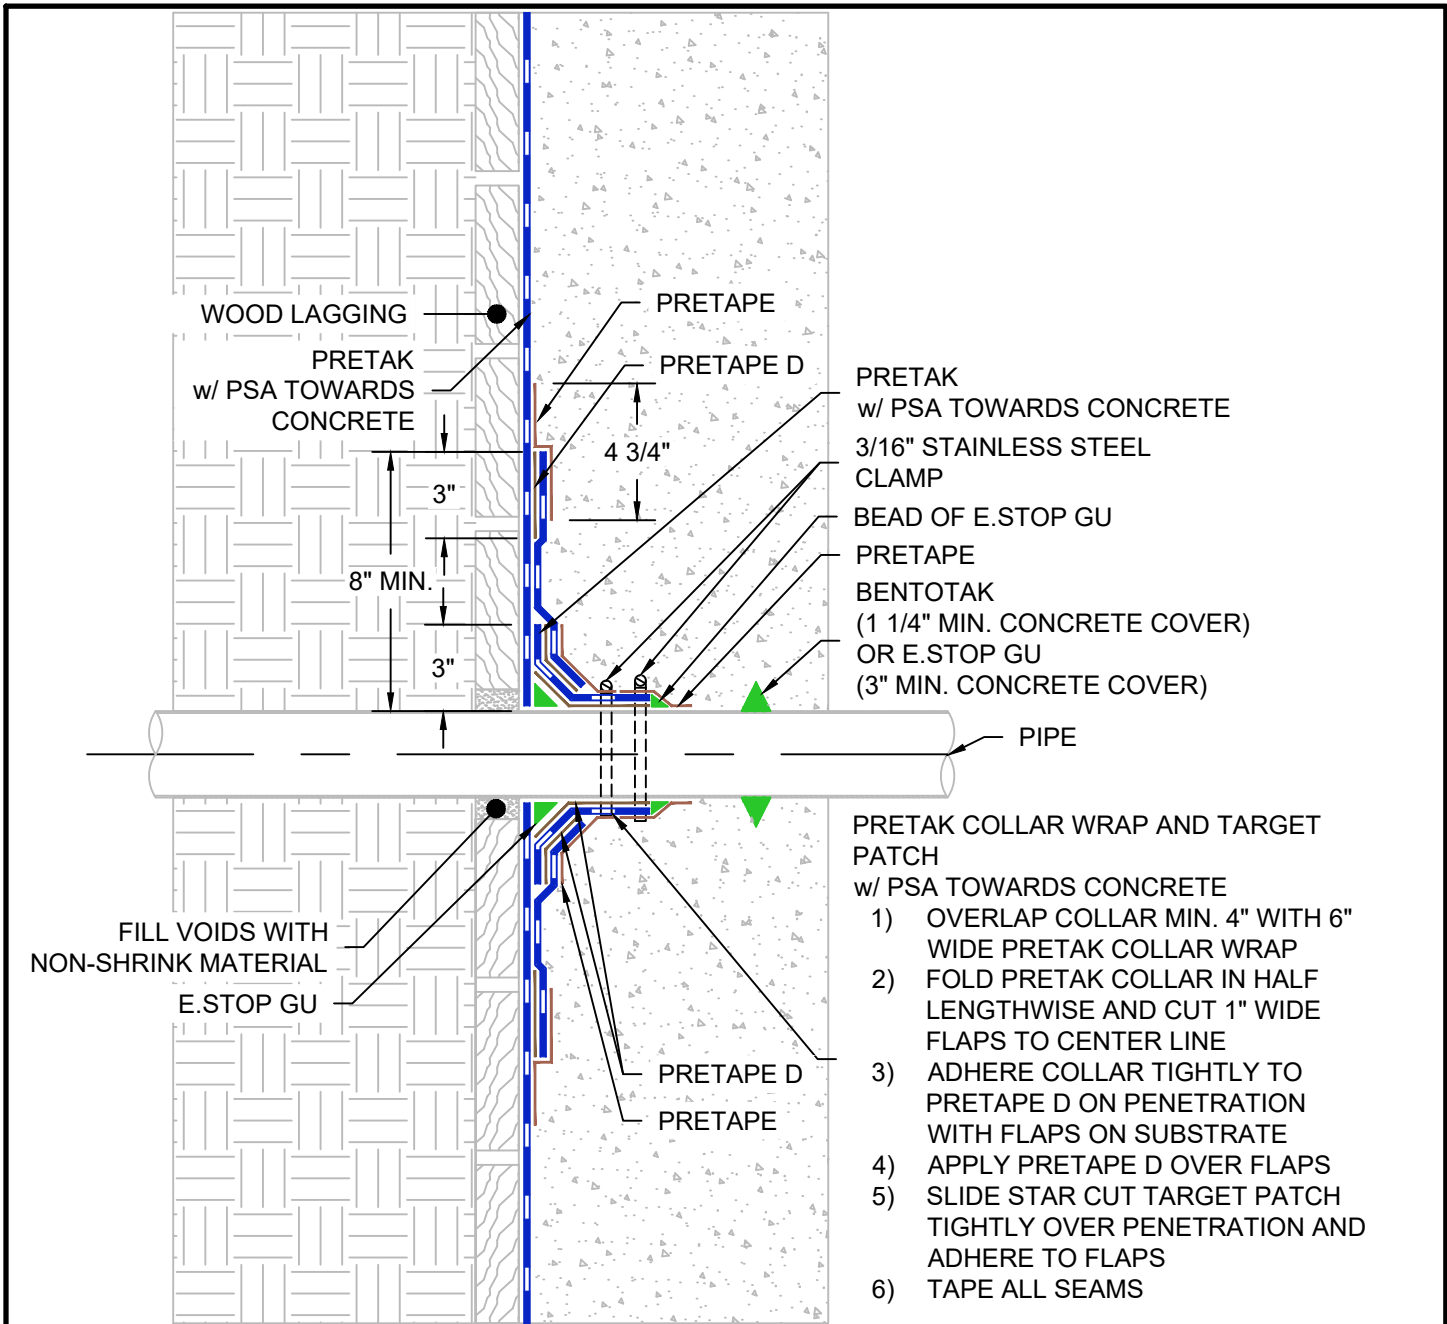 WOOD LAGGING
PRETAK
w/ PSA TOWARDS
CONCRETE
PRETAPE
PRETAPE D
4 3/4"
3"
8" MIN.
3"
PRETAK
w/ PSA TOWARDS CONCRETE
3/16" STAINLESS STEEL
CLAMP
BEAD OF E.STOP GU
PRETAPE
BENTOTAK
(1 1/4" MIN. CONCRETE COVER)
OR E.STOP GU
(3" MIN. CONCRETE COVER)
PIPE
FILL VOIDS WITH
NON-SHRINK MATERIAL
E.STOP GU
PRETAPE D
PRETAPE
PRETAK COLLAR WRAP AND TARGET
PATCH
w/ PSA TOWARDS CONCRETE
1) OVERLAP COLLAR MIN. 4" WITH 6"
WIDE PRETAK COLLAR WRAP
2) FOLD PRETAK COLLAR IN HALF
LENGTHWISE AND CUT 1" WIDE
FLAPS TO CENTER LINE
3) ADHERE COLLAR TIGHTLY TO
PRETAPE D ON PENETRATION
WITH FLAPS ON SUBSTRATE
4) APPLY PRETAPE D OVER FLAPS
5) SLIDE STAR CUT TARGET PATCH
TIGHTLY OVER PENETRATION AND
ADHERE TO FLAPS
6) TAPE ALL SEAMS